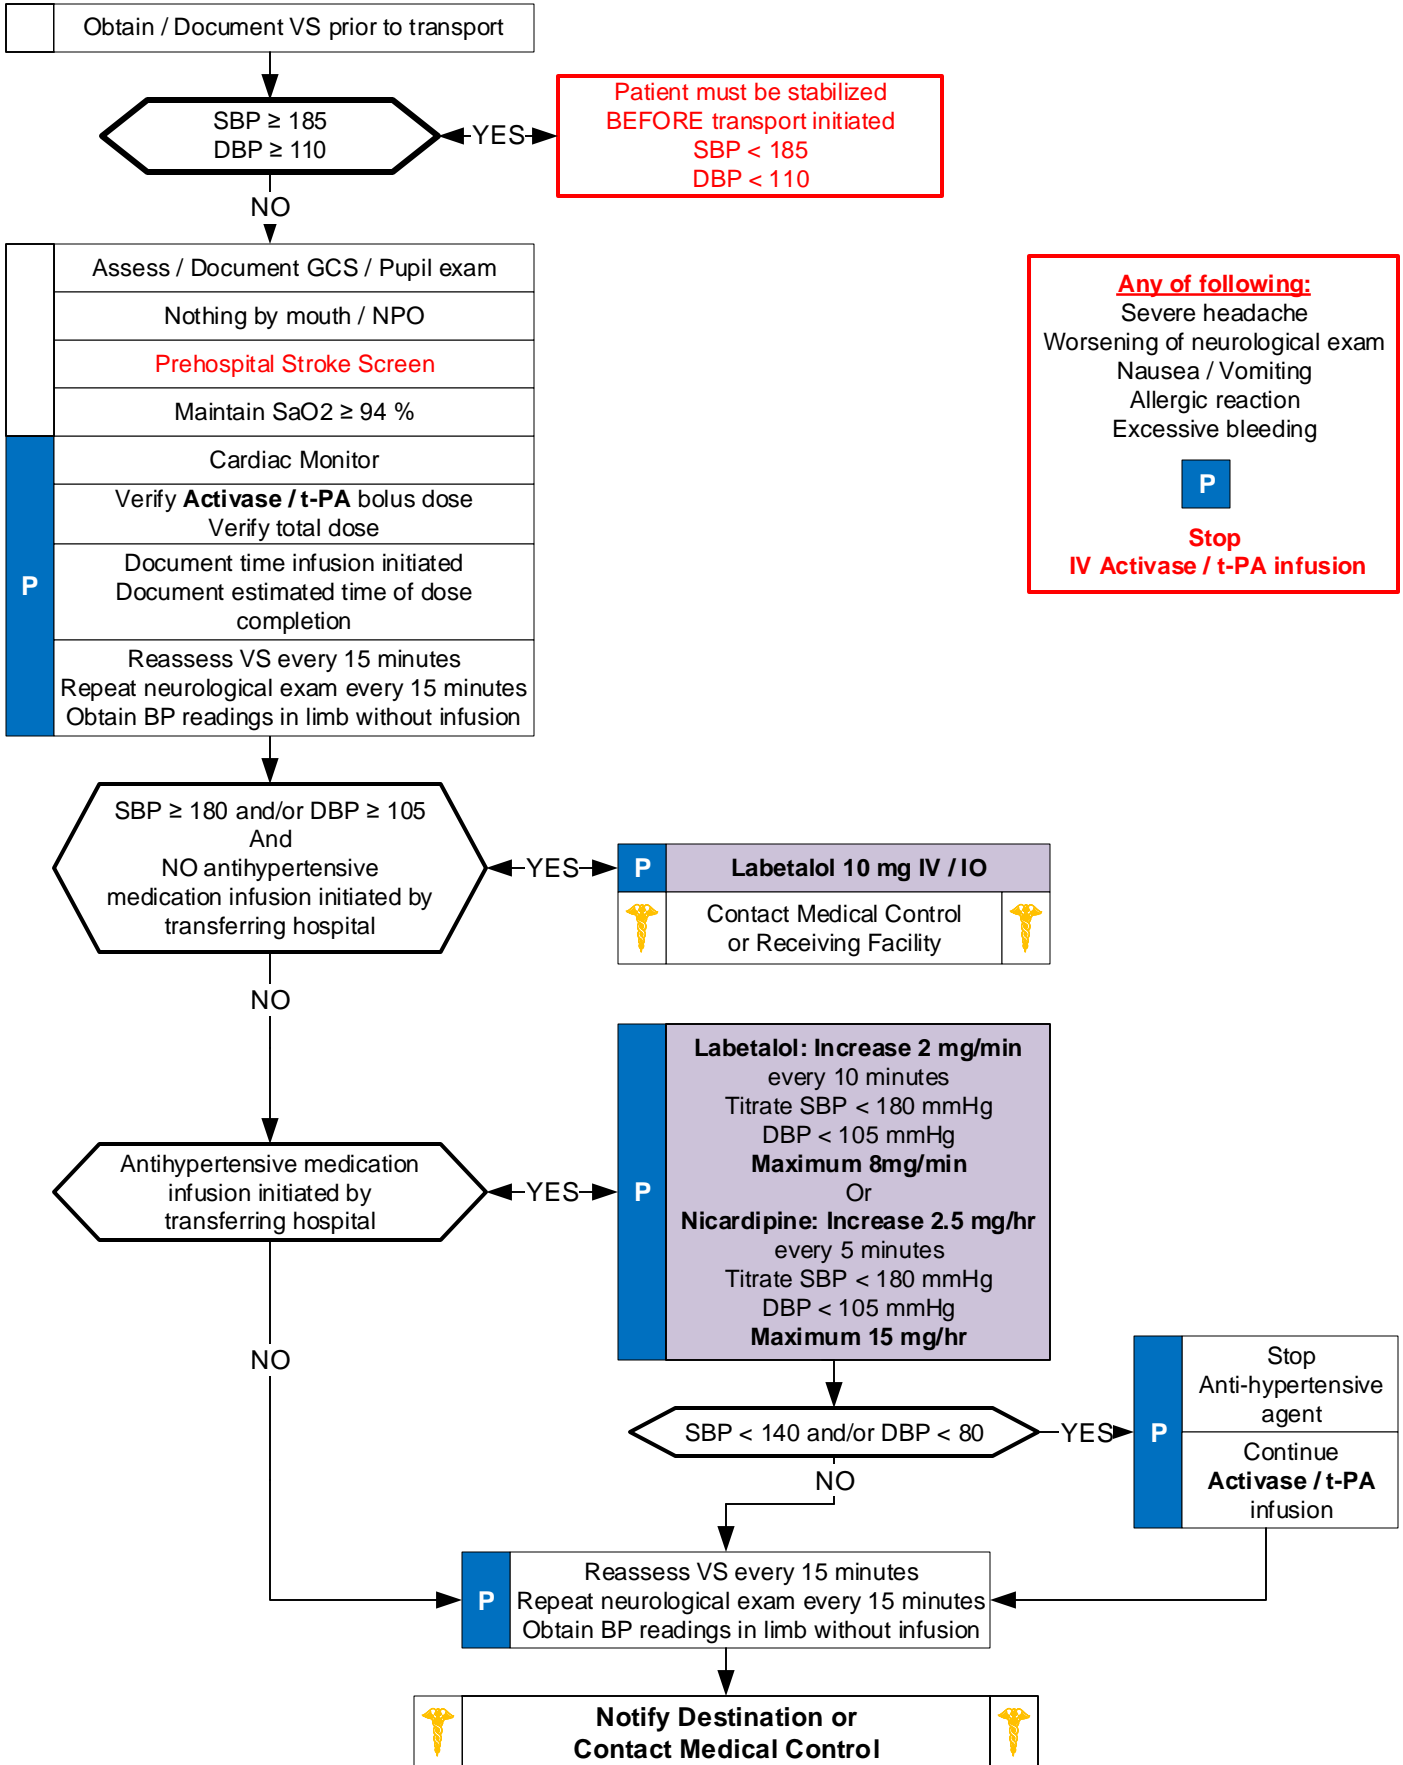 Obtain / Document VS prior to transport
SBP ≥ 185
DBP ≥ 110
YES
Patient must be stabilized
BEFORE transport initiated
SBP < 185
DBP < 110
NO
Assess / Document GCS / Pupil exam
Nothing by mouth / NPO
Prehospital Stroke Screen
Maintain SaO2 ≥ 94 %
P
Cardiac Monitor
Verify Activase / t-PA bolus dose
Verify total dose
Document time infusion initiated
Document estimated time of dose
completion
Reassess VS every 15 minutes
Repeat neurological exam every 15 minutes
Obtain BP readings in limb without infusion
Any of following:
Severe headache
Worsening of neurological exam
Nausea / Vomiting
Allergic reaction
Excessive bleeding
P
Stop
IV Activase / t-PA infusion
SBP ≥ 180 and/or DBP ≥ 105
And
NO antihypertensive
medication infusion initiated by
transferring hospital
YES
P
Labetalol 10 mg IV / IO
Contact Medical Control
or Receiving Facility
NO
Antihypertensive medication
infusion initiated by
transferring hospital
YES
P
Labetalol: Increase 2 mg/min
every 10 minutes
Titrate SBP < 180 mmHg
DBP < 105 mmHg
Maximum 8mg/min
Or
Nicardipine: Increase 2.5 mg/hr
every 5 minutes
Titrate SBP < 180 mmHg
DBP < 105 mmHg
Maximum 15 mg/hr
NO
SBP < 140 and/or DBP < 80
YES
P
Stop
Anti-hypertensive
agent
Continue
Activase / t-PA
infusion
NO
P
Reassess VS every 15 minutes
Repeat neurological exam every 15 minutes
Obtain BP readings in limb without infusion
Notify Destination or
Contact Medical Control